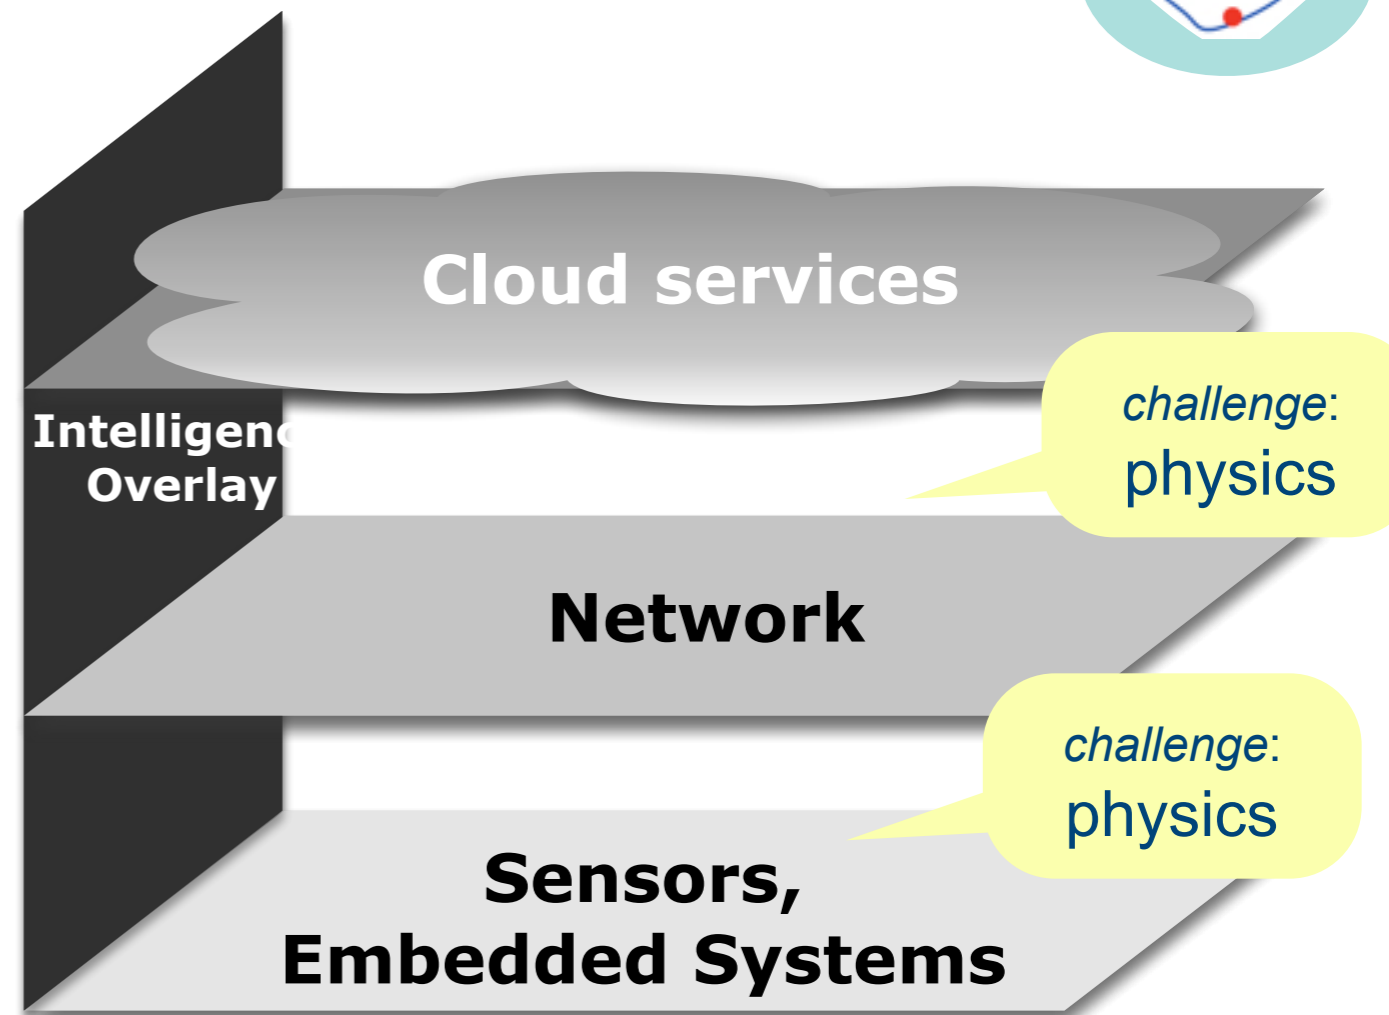 Cloud services
challenge:
physics
Intelligenc
Overlay
Network
challenge:
physics
Sensors,
Embedded Systems